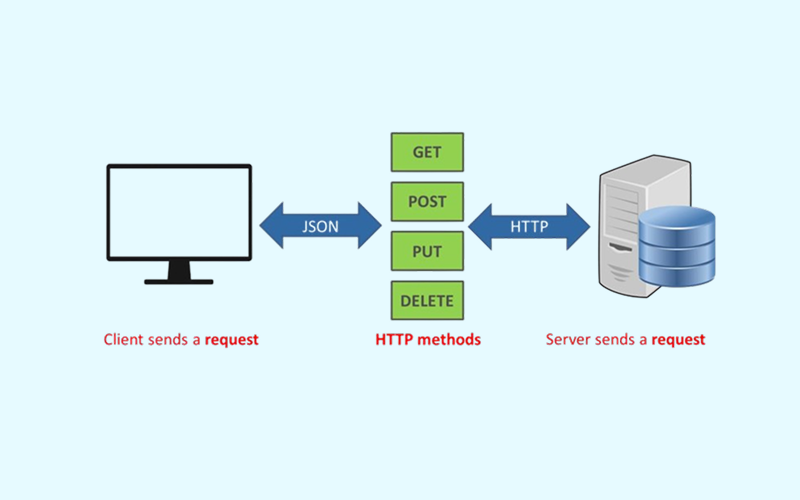 GET
POST
JSON
HTTP
PUT
DELETE
Client sends a request
HTTP methods
Server sends a request